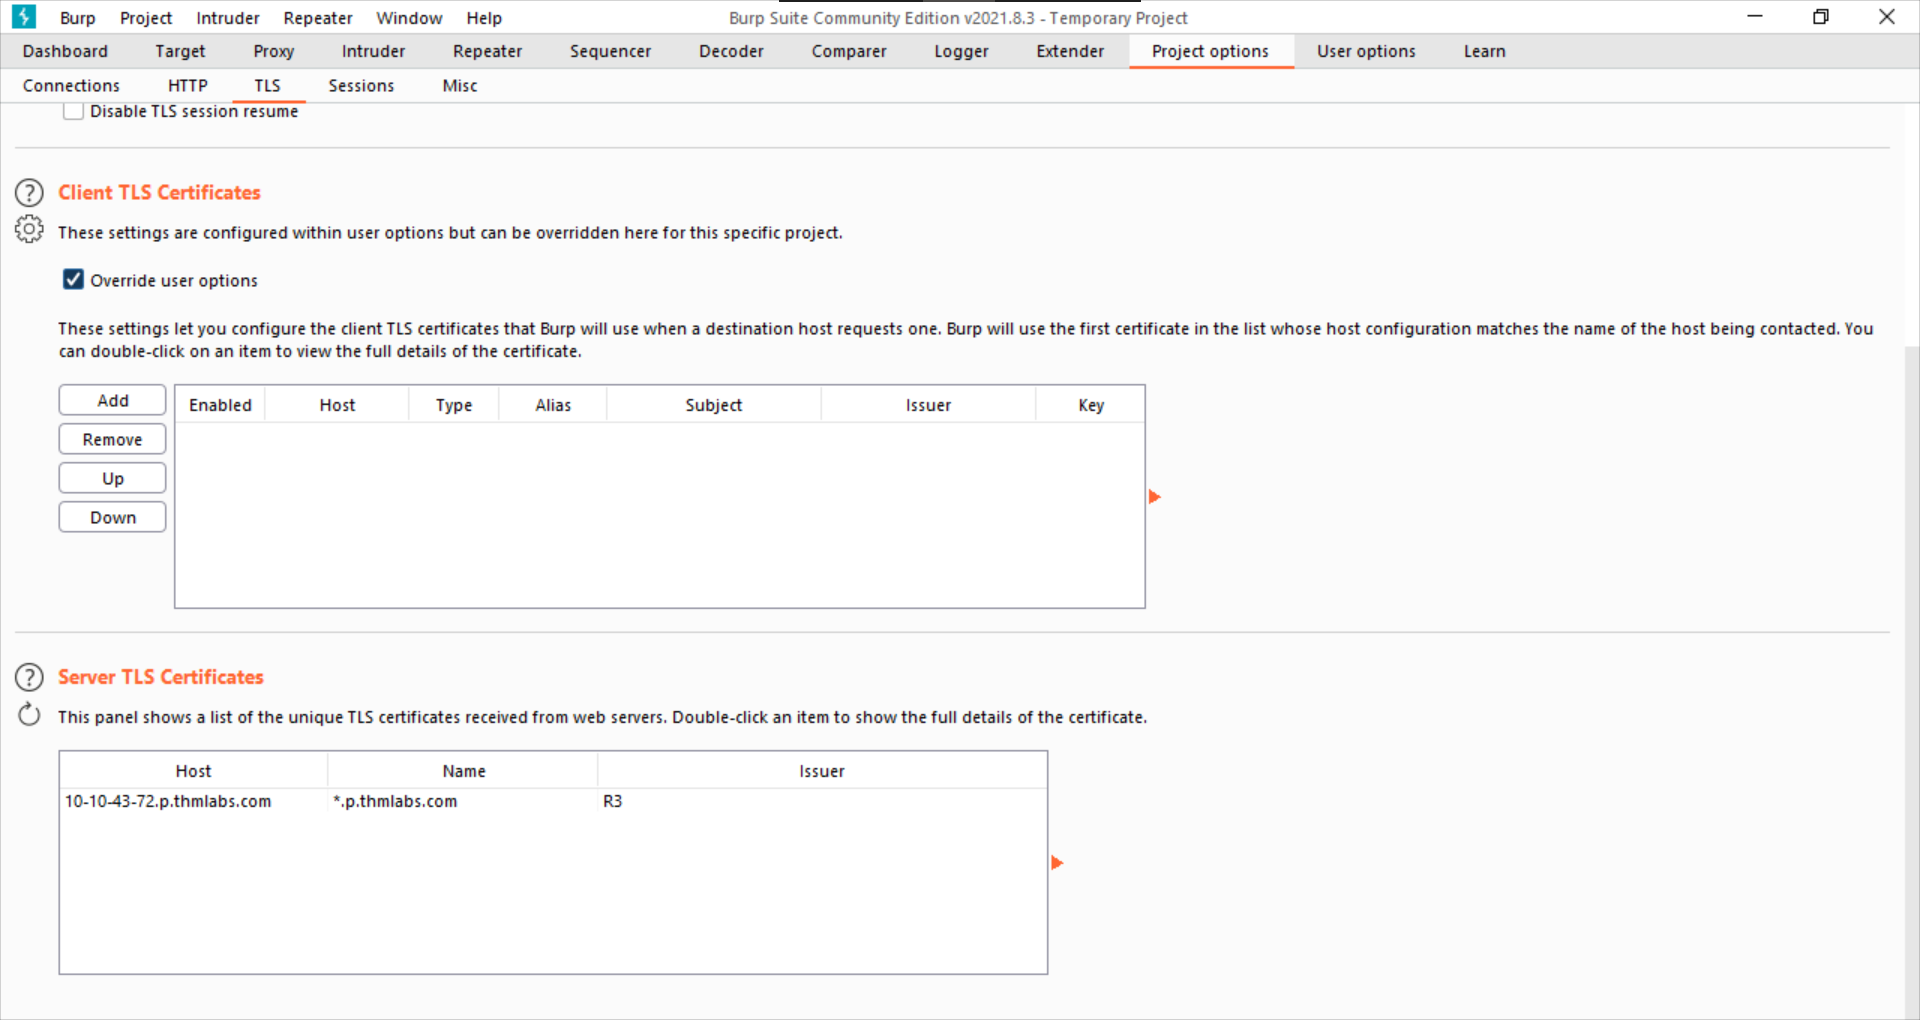 Burp Project Intruder Repeater Window Help Burp Suite Community Edition v2021.8.3 - Temporary Project
Dashboard Target Proxy Intruder Repeater Sequencer Decoder Comparer Logger Extender Project options User options Learn
Connections HTTP TLS Sessions Misc
Disable TLS session resume
Client TLS Certificates
These settings are configured within user options but can be overridden here for this specific project.
Override user options
These settings let you configure the client TLS certificates that Burp will use when a destination host requests one. Burp will use the first certificate in the list whose host configuration matches the name of the host being contacted. You
can double-click on an item to view the full details of the certificate.
Add
Remove
Up
Down
Enabled Host Type Alias Subject Issuer Key
Server TLS Certificates
This panel shows a list of the unique TLS certificates received from web servers. Double-click an item to show the full details of the certificate.
Host Name Issuer
10-10-43-72.p.thmlabs.com *.p.thmlabs.com R3